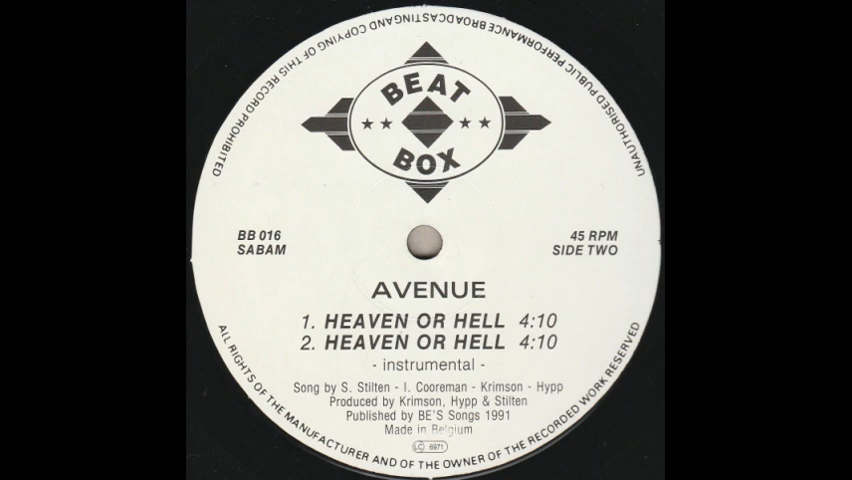 UNAUTHORISED PUBLIC PERFORMANCE BROADCASTING AND COPYING OF THIS RECORD PROHIBITED
BEAT
BOX
BB 016
SABAM
45 RPM
SIDE TWO
AVENUE
1. HEAVEN OR HELL 4:10
2. HEAVEN OR HELL 4:10
- instrumental -
Song by S. Stilten - I. Cooreman - Krimson - Hypp
Produced by Krimson, Hypp & Stilten
Published by BE'S Songs 1991
Made in Belgium
LC 6971
ALL RIGHTS OF THE MANUFACTURER AND OF THE OWNER OF THE RECORDED WORK RESERVED